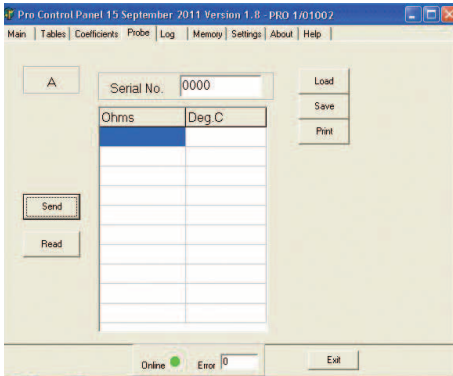 Pro Control Panel 15 September 2011 Version 1.8 - PRO 1/01002
Main Tables Coefficients Probe Log Memory Settings About Help
A
Serial No. 0000
Load
Save
Print
Ohms Deg.C
Send
Read
Online Error 0
Exit